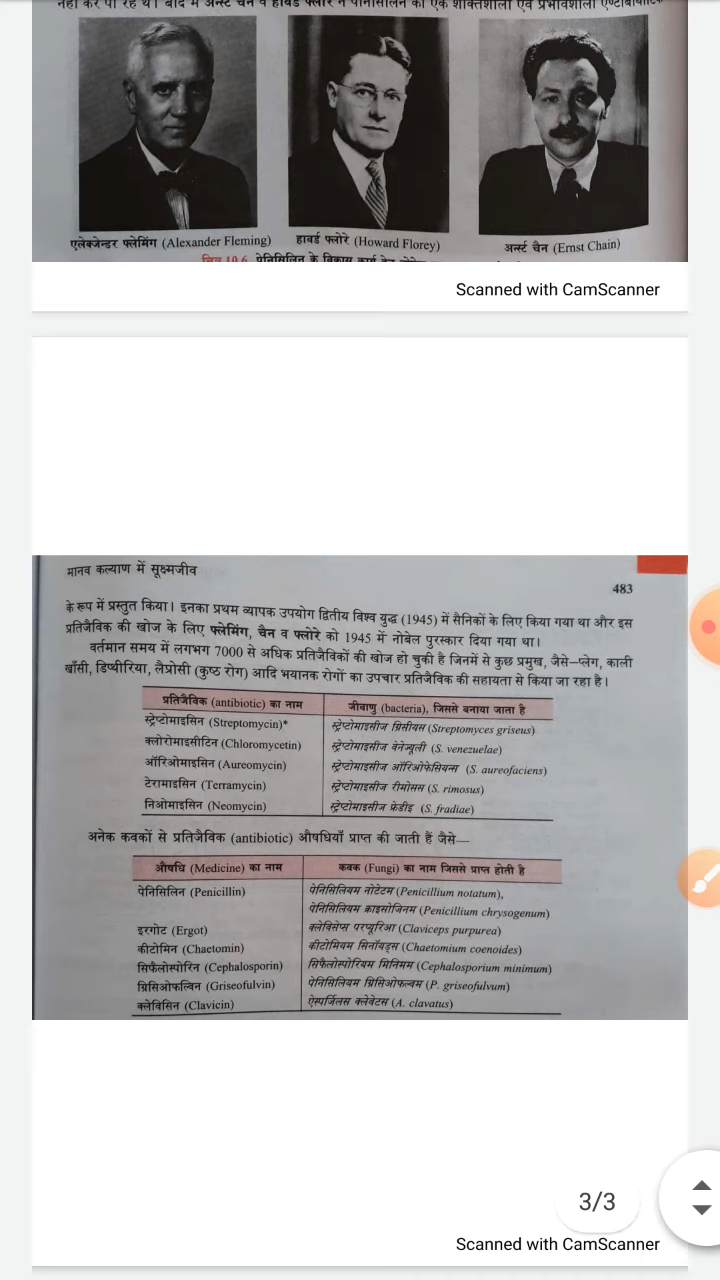 नहीं कर पा रहे थे। बाद में अर्न्स्ट चैन व हावर्ड फ्लोरे ने पेनिसिलिन को एक शक्तिशाली एवं प्रभावशाली एण्टीबायोटिक
एलेक्जेन्डर फ्लेमिंग (Alexander Fleming) हावर्ड फ्लोरे (Howard Florey) अर्न्स्ट चैन (Ernst Chain)
चित्र 10.6 पेनिसिलिन के विकास कार्य हेतु
Scanned with CamScanner
मानव कल्याण में सूक्ष्मजीव
483
के रूप में प्रस्तुत किया। इनका प्रथम व्यापक उपयोग द्वितीय विश्व युद्ध (1945) में सैनिकों के लिए किया गया था और इस
प्रतिजैविक की खोज के लिए फ्लेमिंग, चैन व फ्लोरे को 1945 में नोबेल पुरस्कार दिया गया था।
वर्तमान समय में लगभग 7000 से अधिक प्रतिजैविकों की खोज हो चुकी है जिनमें से कुछ प्रमुख, जैसे—प्लेग, काली
खाँसी, डिप्थीरिया, लैप्रोसी (कुष्ठ रोग) आदि भयानक रोगों का उपचार प्रतिजैविक की सहायता से किया जा रहा है।
प्रतिजैविक (antibiotic) का नाम जीवाणु (bacteria), जिससे बनाया जाता है
स्ट्रेप्टोमाइसिन (Streptomycin)* स्ट्रेप्टोमाइसीज ग्रिसीयस (Streptomyces griseus)
क्लोरोमाइसीटिन (Chloromycetin) स्ट्रेप्टोमाइसीज वेनेज्यूली (S. venezuelae)
ऑरिओमाइसिन (Aureomycin) स्ट्रेप्टोमाइसीज ऑरिओफेसियन्स (S. aureofaciens)
टेरामाइसिन (Terramycin) स्ट्रेप्टोमाइसीज रीमोसस (S. rimosus)
निओमाइसिन (Neomycin) स्ट्रेप्टोमाइसीज फ्रेडीइ (S. fradiae)
अनेक कवकों से प्रतिजैविक (antibiotic) औषधियाँ प्राप्त की जाती हैं जैसे—
औषधि (Medicine) का नाम कवक (Fungi) का नाम जिससे प्राप्त होती है
पेनिसिलिन (Penicillin) पेनिसिलियम नोटेटम (Penicillium notatum),
पेनिसिलियम क्राइसोजिनम (Penicillium chrysogenum)
इरगोट (Ergot) क्लेविसेप्स परप्यूरिआ (Claviceps purpurea)
कीटोमिन (Chaetomin) कीटोमियम सिनॉयड्स (Chaetomium coenoides)
सिफैलोस्पोरिन (Cephalosporin) सिफैलोस्पोरियम मिनिमम (Cephalosporium minimum)
ग्रिसिओफल्विन (Griseofulvin) पेनिसिलियम ग्रिसिओफल्वम (P. griseofulvum)
क्लेविसिन (Clavicin) ऐस्पर्जिलस क्लेवेटस (A. clavatus)
3/3
Scanned with CamScanner